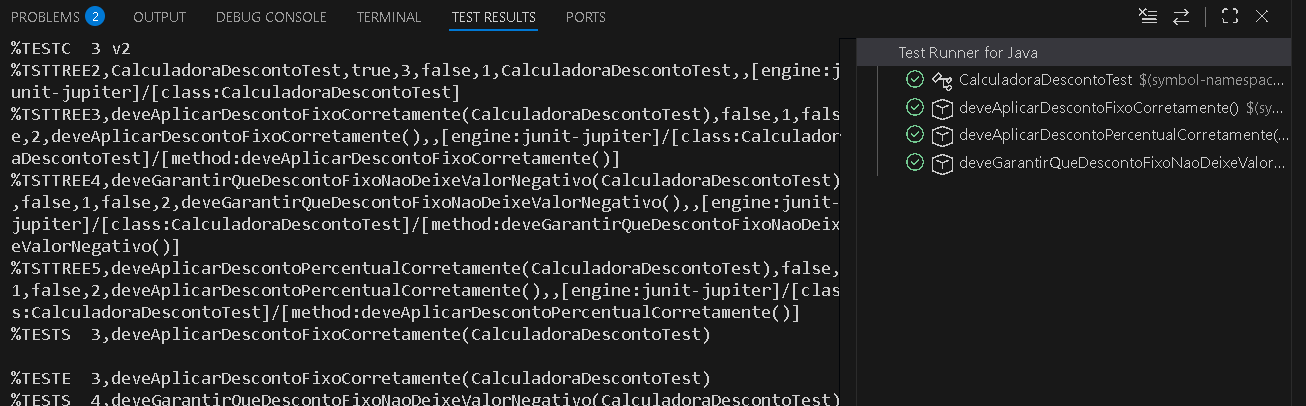 PROBLEMS 2 OUTPUT DEBUG CONSOLE TERMINAL TEST RESULTS PORTS
%TESTC  3 v2
%TSTTREE2,CalculadoraDescontoTest,true,3,false,1,CalculadoraDescontoTest,,[engine:j
unit-jupiter]/[class:CalculadoraDescontoTest]
%TSTTREE3,deveAplicarDescontoFixoCorretamente(CalculadoraDescontoTest),false,1,fals
e,2,deveAplicarDescontoFixoCorretamente(),,[engine:junit-jupiter]/[class:Calculador
aDescontoTest]/[method:deveAplicarDescontoFixoCorretamente()]
%TSTTREE4,deveGarantirQueDescontoFixoNaoDeixeValorNegativo(CalculadoraDescontoTest)
,false,1,false,2,deveGarantirQueDescontoFixoNaoDeixeValorNegativo(),,[engine:junit-
jupiter]/[class:CalculadoraDescontoTest]/[method:deveGarantirQueDescontoFixoNaoDeix
eValorNegativo()]
%TSTTREE5,deveAplicarDescontoPercentualCorretamente(CalculadoraDescontoTest),false,
1,false,2,deveAplicarDescontoPercentualCorretamente(),,[engine:junit-jupiter]/[clas
s:CalculadoraDescontoTest]/[method:deveAplicarDescontoPercentualCorretamente()]
%TESTS  3,deveAplicarDescontoFixoCorretamente(CalculadoraDescontoTest)
%TESTE  3,deveAplicarDescontoFixoCorretamente(CalculadoraDescontoTest)
%TESTS  4,deveGarantirQueDescontoFixoNaoDeixeValorNegativo(CalculadoraDescontoTest)
Test Runner for Java
CalculadoraDescontoTest $(symbol-namespac...
deveAplicarDescontoFixoCorretamente() $(sy...
deveAplicarDescontoPercentualCorretamente(...
deveGarantirQueDescontoFixoNaoDeixeValor...